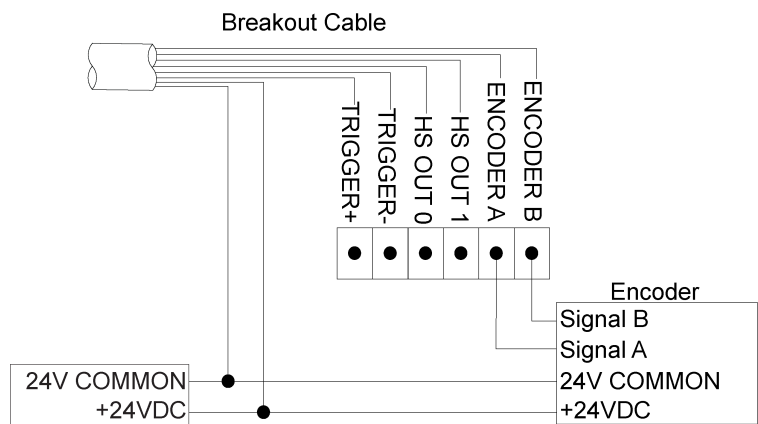 Breakout Cable
TRIGGER+
TRIGGER-
HS OUT 0
HS OUT 1
ENCODER A
ENCODER B
Encoder
Signal B
Signal A
24V COMMON
+24VDC
24V COMMON
+24VDC